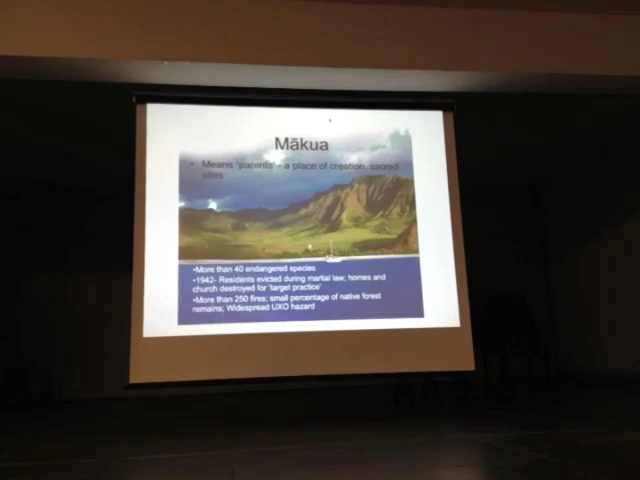 Mākua
• Means 'parents' - a place of creation, sacred
sites
•More than 40 endangered species
•1942- Residents evicted during martial law; homes and
church destroyed for 'target practice'
•More than 250 fires; small percentage of native forest
remains; Widespread UXO hazard